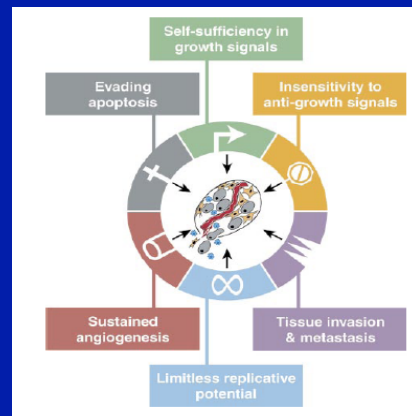 Self-sufficiency in
growth signals
Evading
apoptosis
Insensitivity to
anti-growth signals
Sustained
angiogenesis
Tissue invasion
& metastasis
Limitless replicative
potential